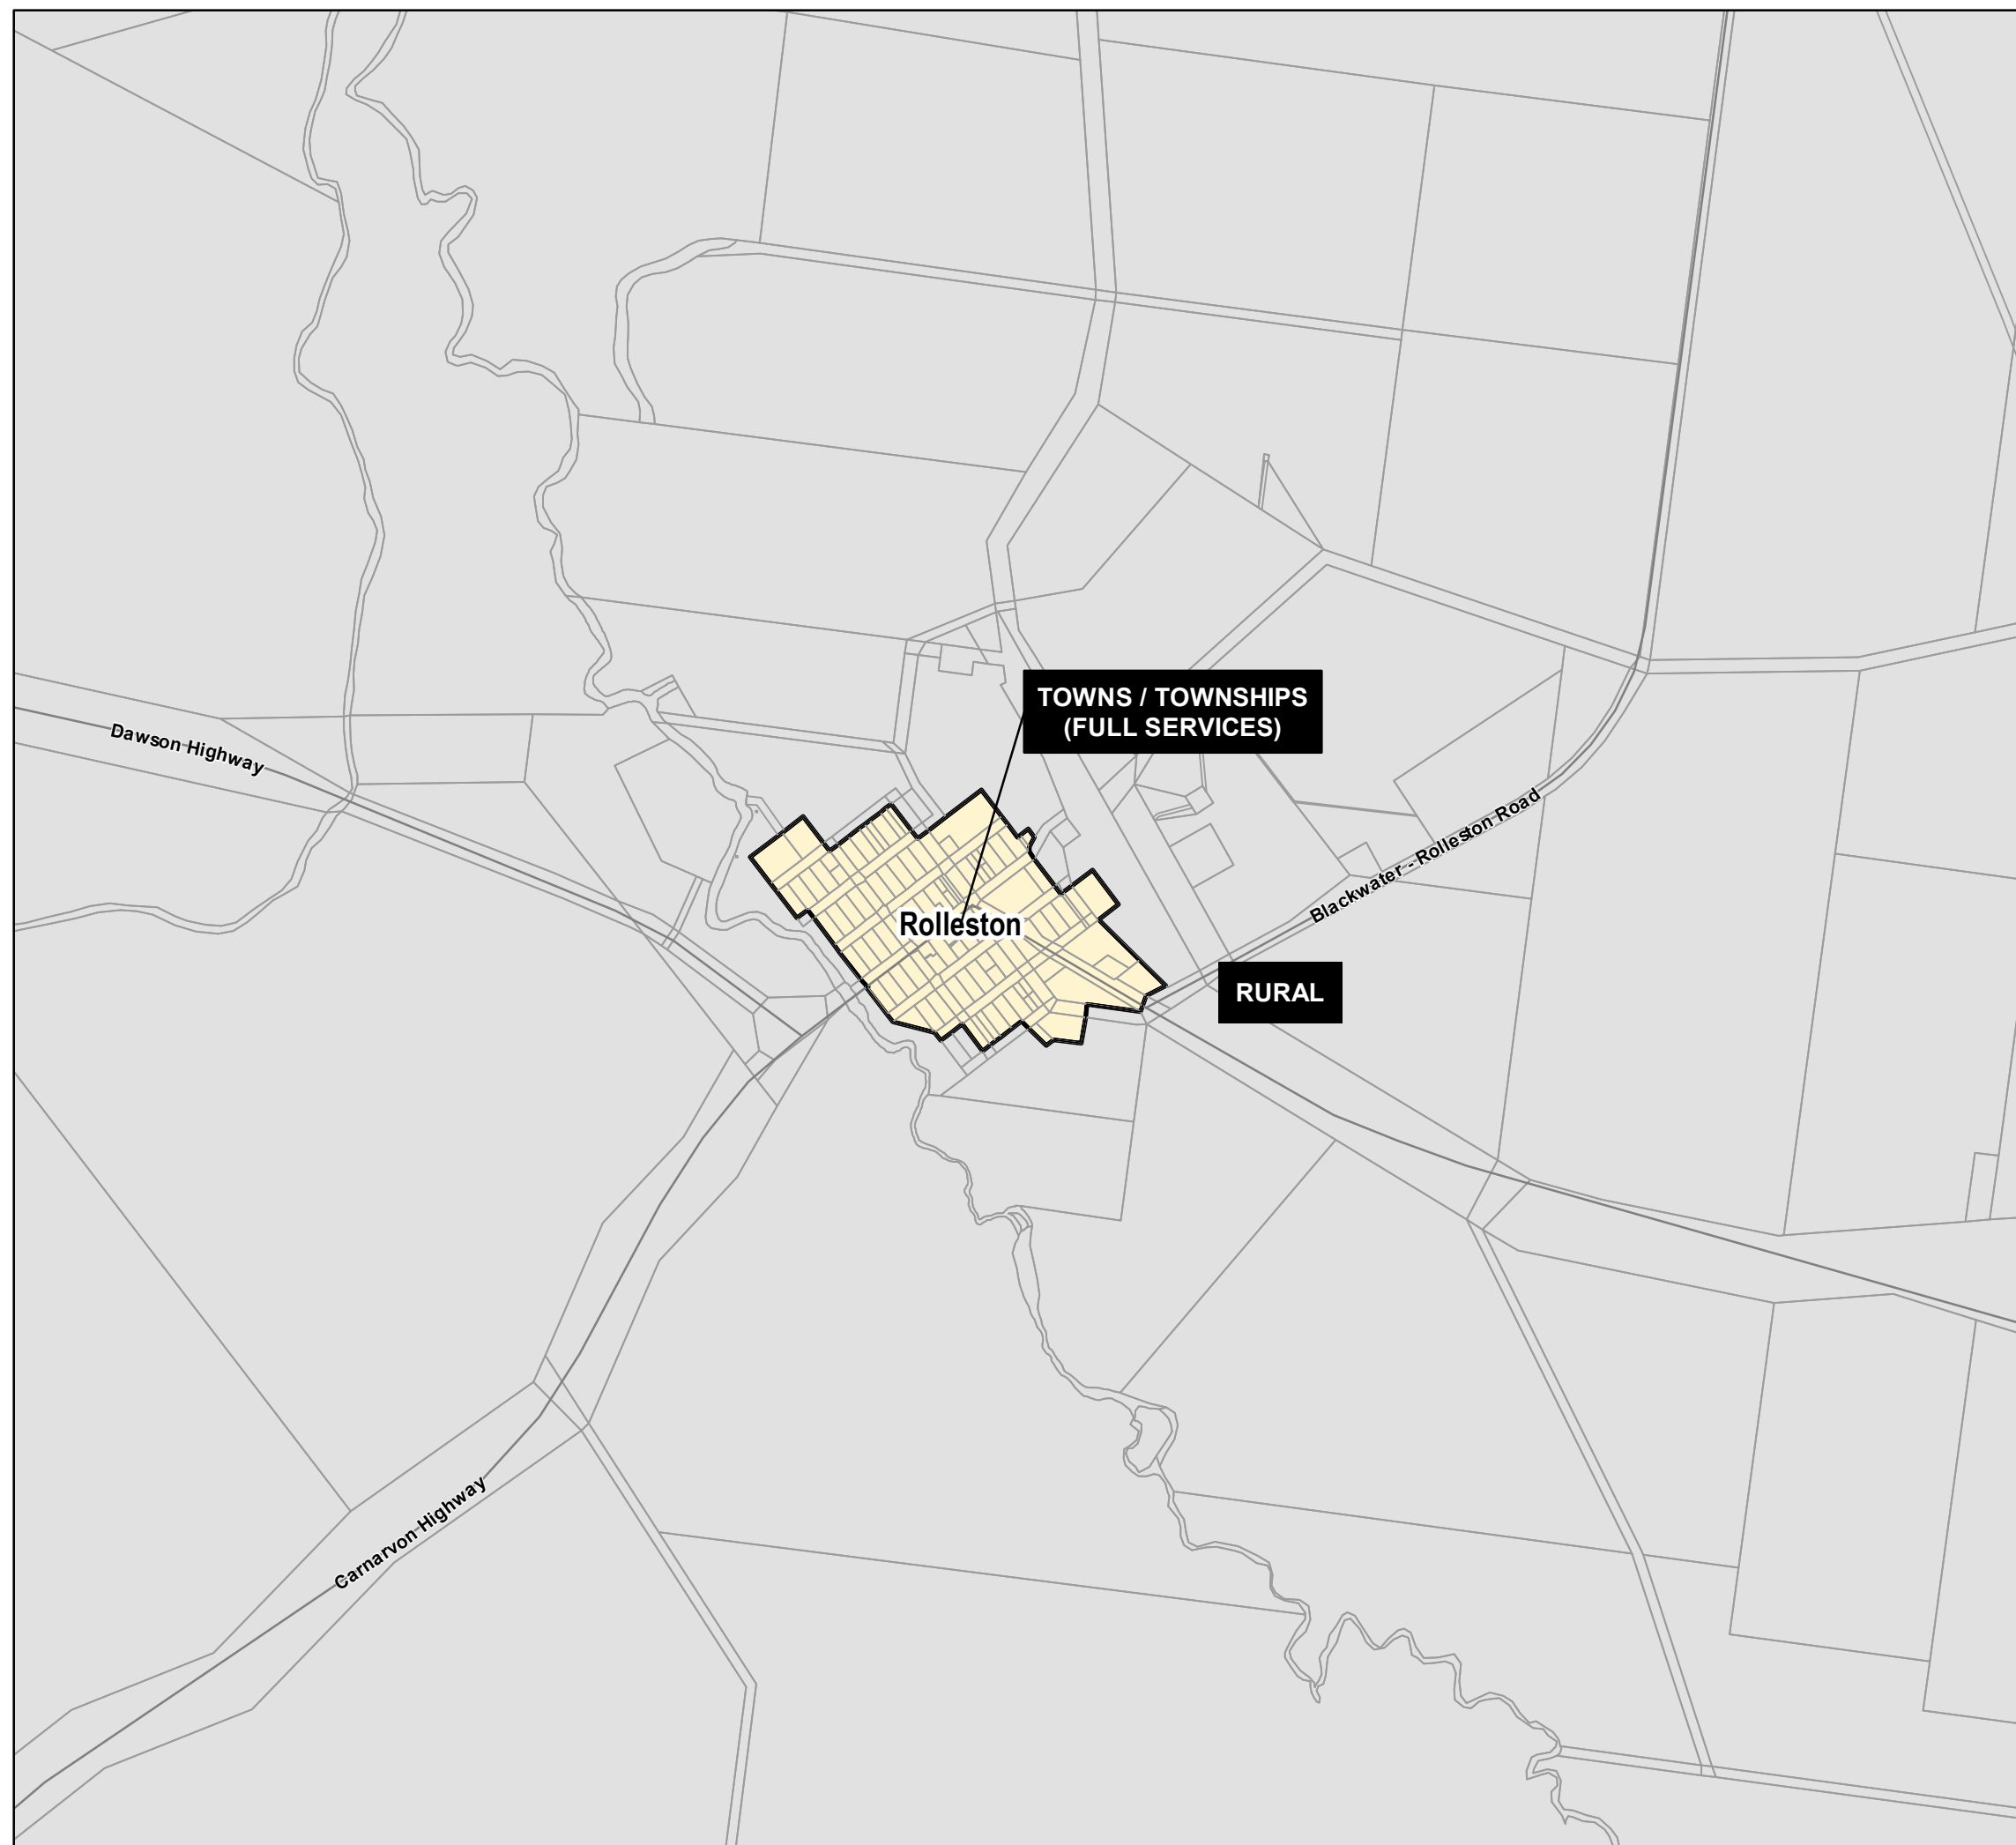 TOWNS / TOWNSHIPS
(FULL SERVICES)
Dawson Highway
Blackwater - Rolleston Road
Rolleston
RURAL
Carnarvon Highway